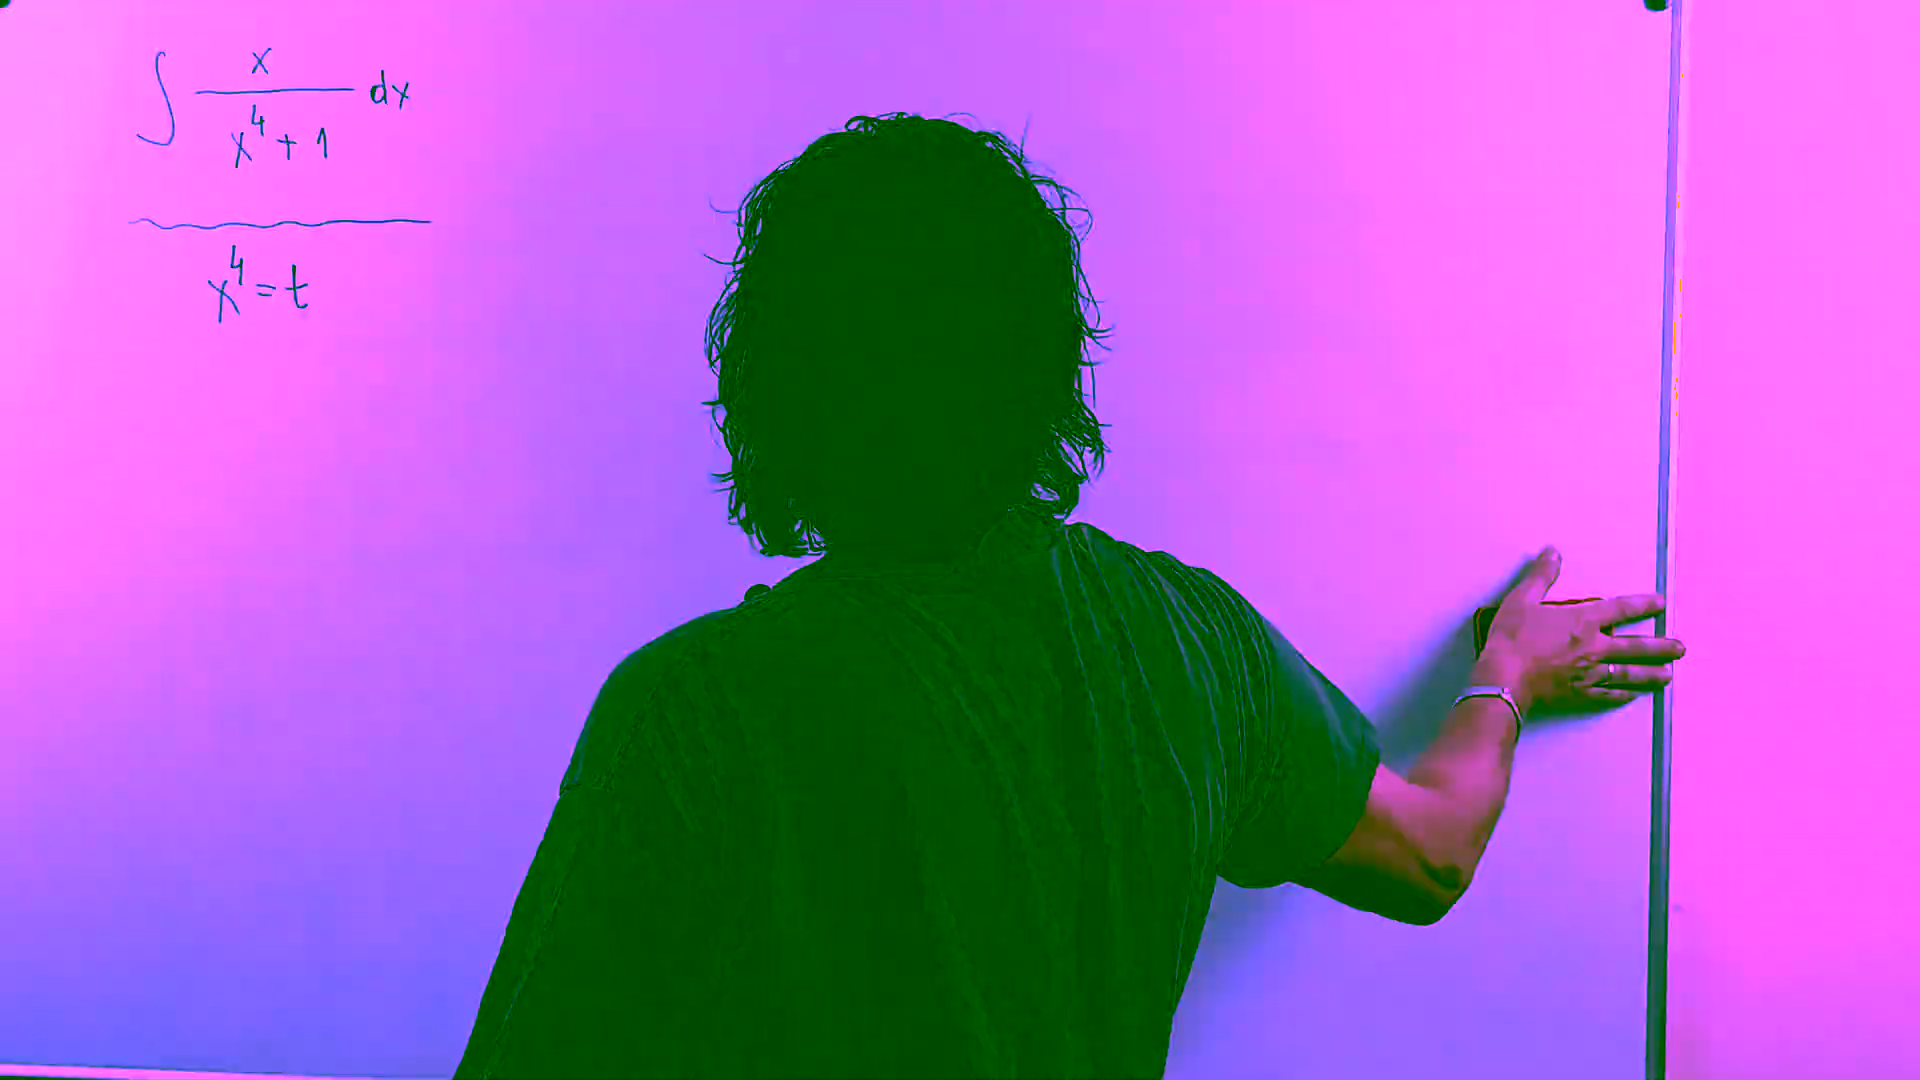 ∫ x / (x⁴ + 1) dx
x⁴ = t